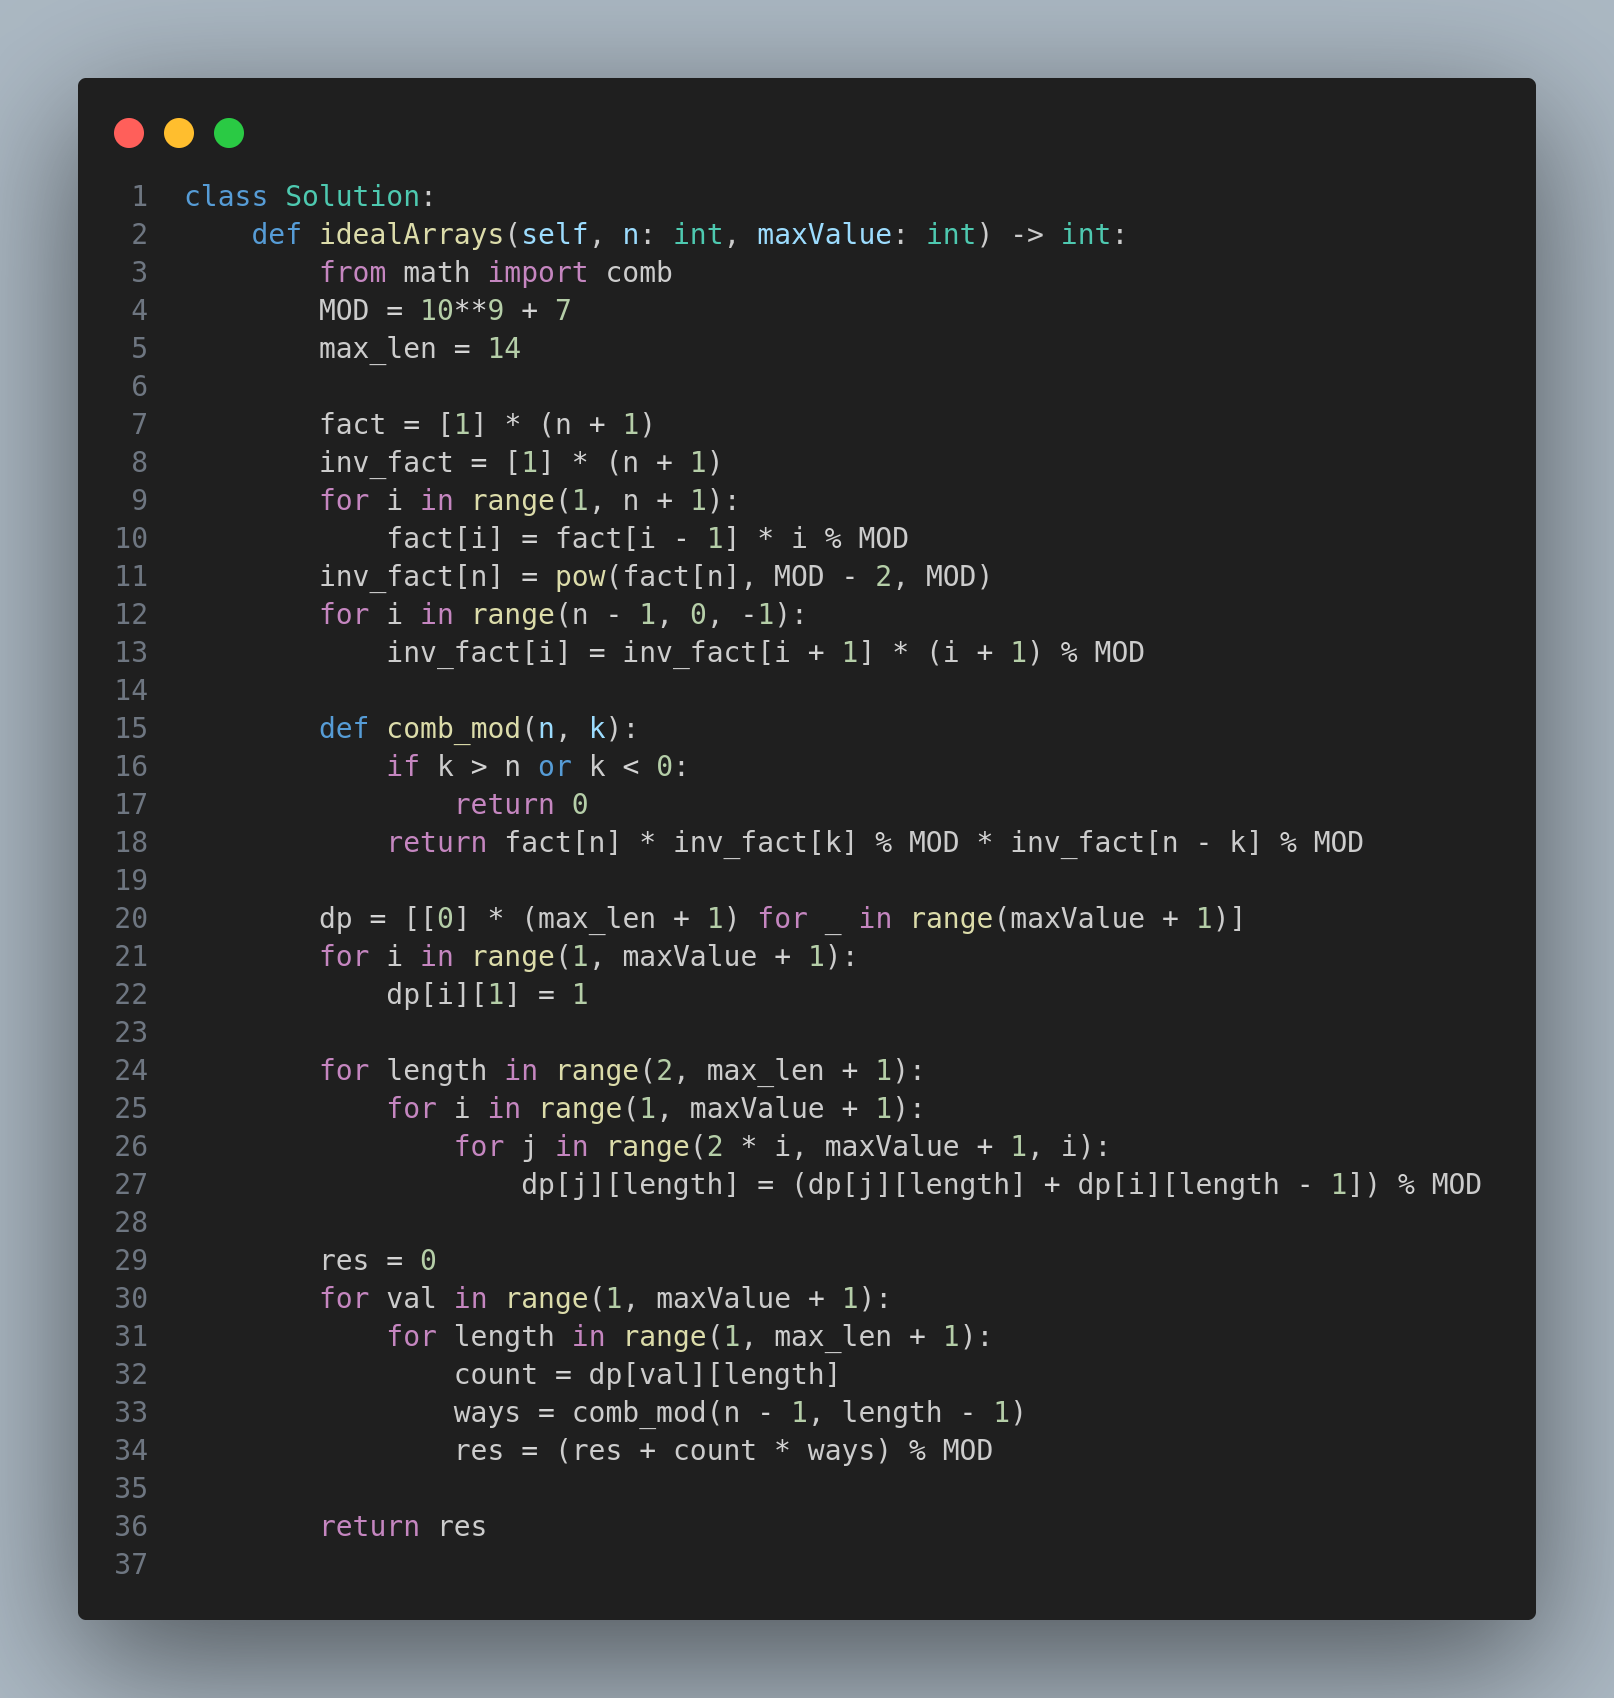 1 class Solution:
2     def idealArrays(self, n: int, maxValue: int) -> int:
3         from math import comb
4         MOD = 10**9 + 7
5         max_len = 14
6
7         fact = [1] * (n + 1)
8         inv_fact = [1] * (n + 1)
9         for i in range(1, n + 1):
10             fact[i] = fact[i - 1] * i % MOD
11         inv_fact[n] = pow(fact[n], MOD - 2, MOD)
12         for i in range(n - 1, 0, -1):
13             inv_fact[i] = inv_fact[i + 1] * (i + 1) % MOD
14
15         def comb_mod(n, k):
16             if k > n or k < 0:
17                 return 0
18             return fact[n] * inv_fact[k] % MOD * inv_fact[n - k] % MOD
19
20         dp = [[0] * (max_len + 1) for _ in range(maxValue + 1)]
21         for i in range(1, maxValue + 1):
22             dp[i][1] = 1
23
24         for length in range(2, max_len + 1):
25             for i in range(1, maxValue + 1):
26                 for j in range(2 * i, maxValue + 1, i):
27                     dp[j][length] = (dp[j][length] + dp[i][length - 1]) % MOD
28
29         res = 0
30         for val in range(1, maxValue + 1):
31             for length in range(1, max_len + 1):
32                 count = dp[val][length]
33                 ways = comb_mod(n - 1, length - 1)
34                 res = (res + count * ways) % MOD
35
36         return res
37